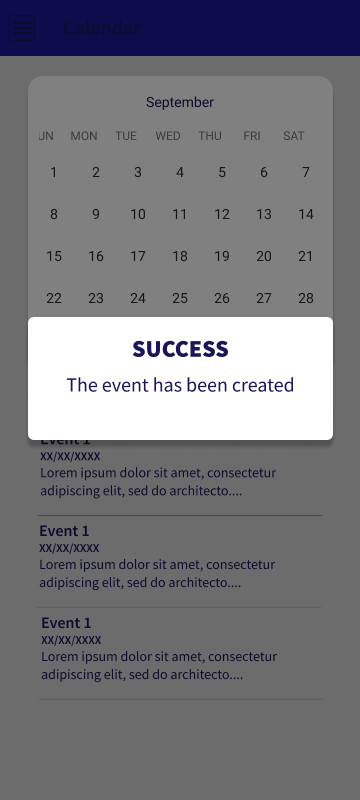 Calendar
September
UN MON TUE WED THU FRI SAT
1 2 3 4 5 6 7
8 9 10 11 12 13 14
15 16 17 18 19 20 21
22 23 24 25 26 27 28
SUCCESS
The event has been created
Event 1
XX/XX/XXXX
Lorem ipsum dolor sit amet, consectetur
adipiscing elit, sed do architecto....
Event 1
XX/XX/XXXX
Lorem ipsum dolor sit amet, consectetur
adipiscing elit, sed do architecto....
Event 1
XX/XX/XXXX
Lorem ipsum dolor sit amet, consectetur
adipiscing elit, sed do architecto....